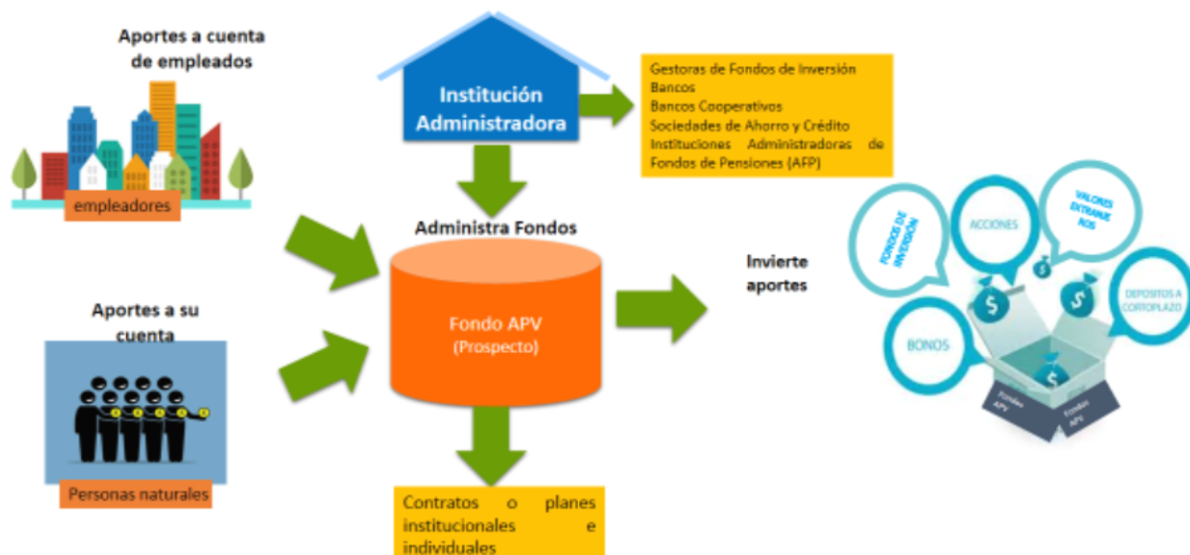 Aportes a cuenta
de empleados
empleadores
Aportes a su
cuenta
Personas naturales
Institución
Administradora
Gestoras de Fondos de Inversión
Bancos
Bancos Cooperativos
Sociedades de Ahorro y Crédito
Instituciones Administradoras de
Fondos de Pensiones (AFP)
Administra Fondos
Fondo APV
(Prospecto)
Contratos o planes
institucionales e
individuales
Invierte
aportes
FONDOS DE
INVERSIÓN
ACCIONES
VALORES
EXTRANJE
ROS
DEPOSITOS A
CORTOPLAZO
BONOS
$
$
$
$
Fondos
APV
Fondos
APV